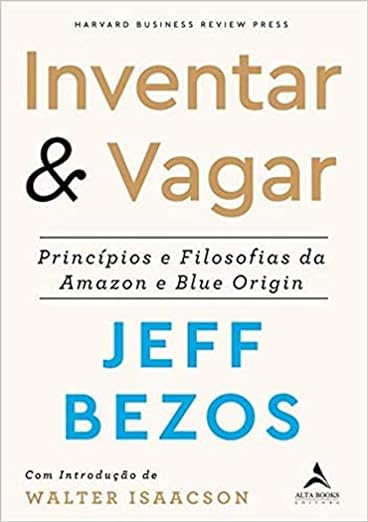 HARVARD BUSINESS REVIEW PRESS
Inventar
& Vagar
Princípios e Filosofias da
Amazon e Blue Origin
JEFF
BEZOS
Com Introdução de
WALTER ISAACSON
ALTA BOOKS
EDITORA